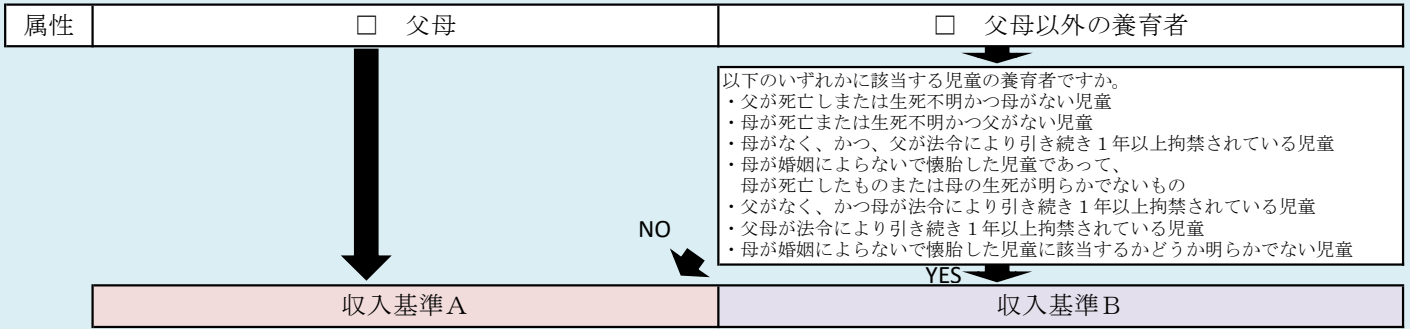 属性
□ 父母
□ 父母以外の養育者
以下のいずれかに該当する児童の養育者ですか。
・父が死亡しまたは生死不明かつ母がない児童
・母が死亡または生死不明かつ父がない児童
・母がなく、かつ、父が法令により引き続き１年以上拘禁されている児童
・母が婚姻によらないで懐胎した児童であって、
母が死亡したものまたは母の生死が明らかでないもの
・父がなく、かつ母が法令により引き続き１年以上拘禁されている児童
・父母が法令により引き続き１年以上拘禁されている児童
・母が婚姻によらないで懐胎した児童に該当するかどうか明らかでない児童
NO
YES
収入基準Ａ
収入基準Ｂ